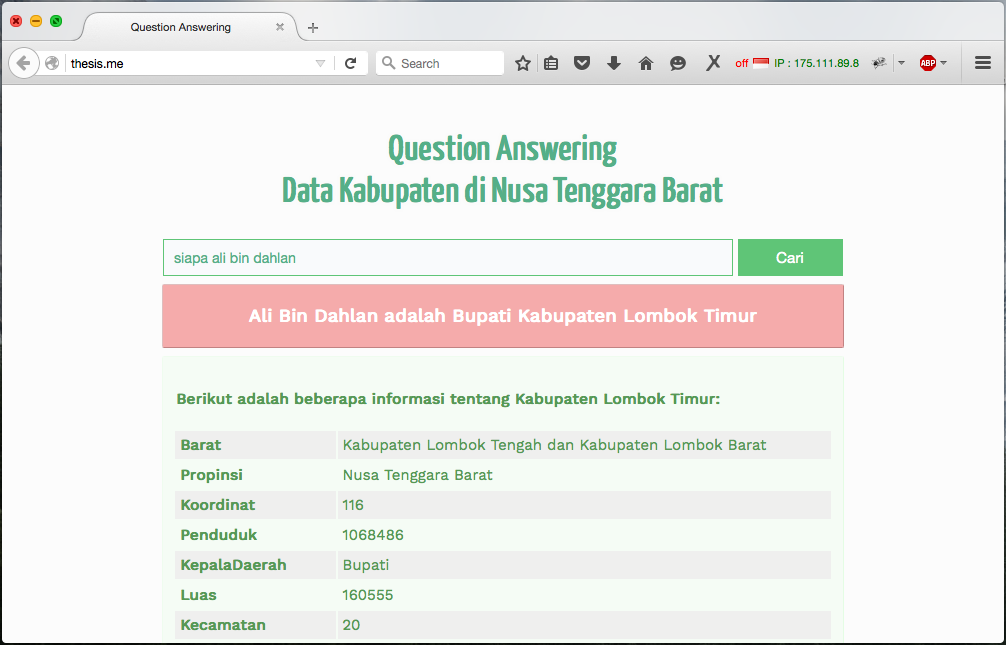 Question Answering
thesis.me
Search
off
IP : 175.111.89.8
ABP
Question Answering
Data Kabupaten di Nusa Tenggara Barat
siapa ali bin dahlan
Cari
Ali Bin Dahlan adalah Bupati Kabupaten Lombok Timur
Berikut adalah beberapa informasi tentang Kabupaten Lombok Timur:
Barat Kabupaten Lombok Tengah dan Kabupaten Lombok Barat
Propinsi Nusa Tenggara Barat
Koordinat 116
Penduduk 1068486
KepalaDaerah Bupati
Luas 160555
Kecamatan 20